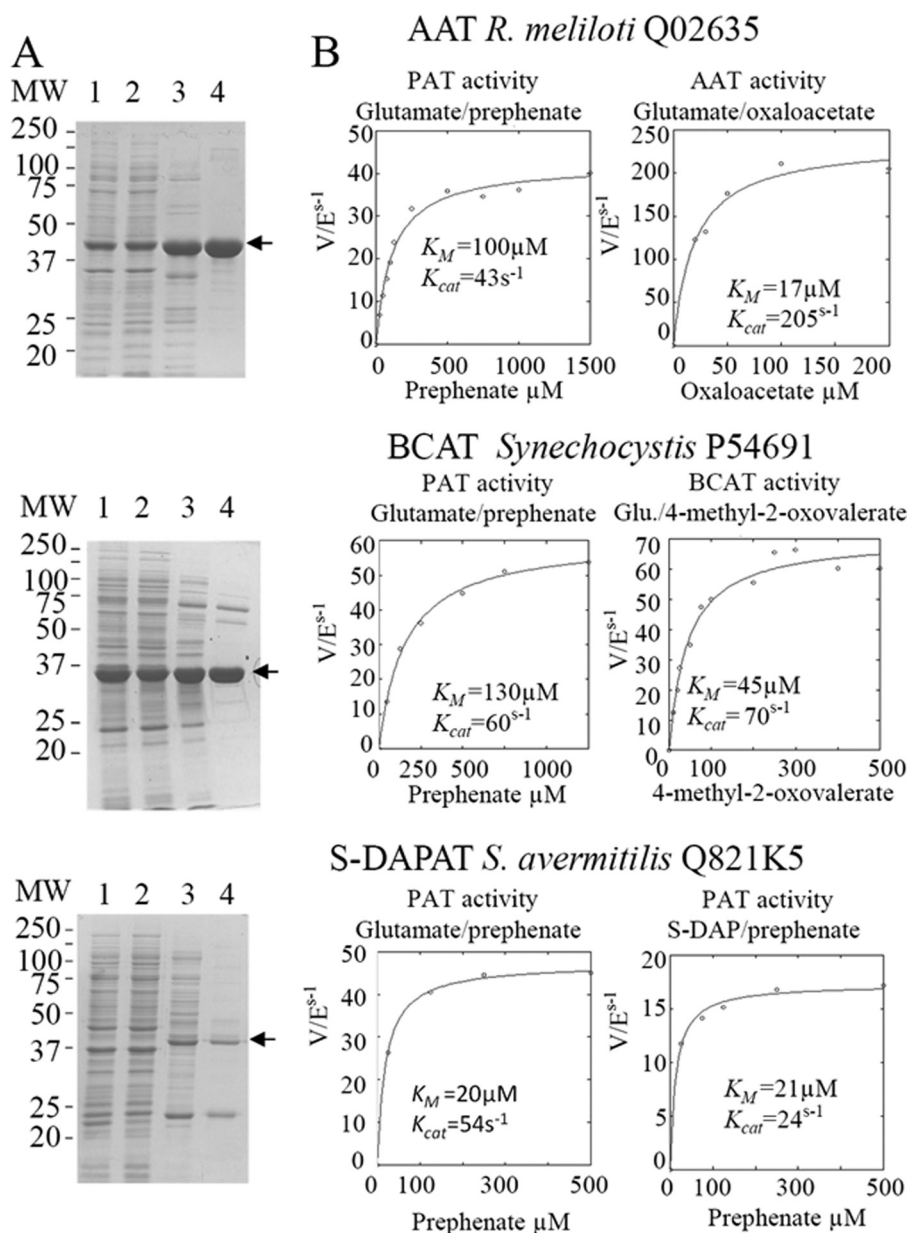 A
MW 1 2 3 4
250
100
75
50
37
25
20
B
AAT R. meliloti Q02635
PAT activity
Glutamate/prephenate
V/E^s-1
50
40
30
20
10
0
K_M=100µM
K_cat=43s^-1
0 500 1000 1500
Prephenate µM
AAT activity
Glutamate/oxaloacetate
V/E^s-1
250
200
150
200
250
0
K_M=17µM
K_cat=205^s-1
0 50 100 150 200
Oxaloacetate µM
MW 1 2 3 4
250
100
75
50
37
25
20
BCAT Synechocystis P54691
PAT activity
Glutamate/prephenate
V/E^s-1
60
50
40
30
20
10
0
K_M=130µM
K_cat=60^s-1
0 250 500 750 1000
Prephenate µM
BCAT activity
Glu./4-methyl-2-oxovalerate
V/E^s-1
70
60
50
40
30
20
10
0
K_M=45µM
K_cat=70^s-1
0 100 200 300 500
4-methyl-2-oxovalerate
MW 1 2 3 4
250
100
75
50
37
25
20
S-DAPAT S. avermitilis Q821K5
PAT activity
Glutamate/prephenate
V/E^s-1
45
36
45
36
45
0
K_M=20µM
K_cat=54s^-1
0 100 300 500
Prephenate µM
PAT activity
S-DAP/prephenate
V/E^s-1
20
15
10
5
0
K_M=21µM
K_cat=24^s-1
0 100 300 500
Prephenate µM